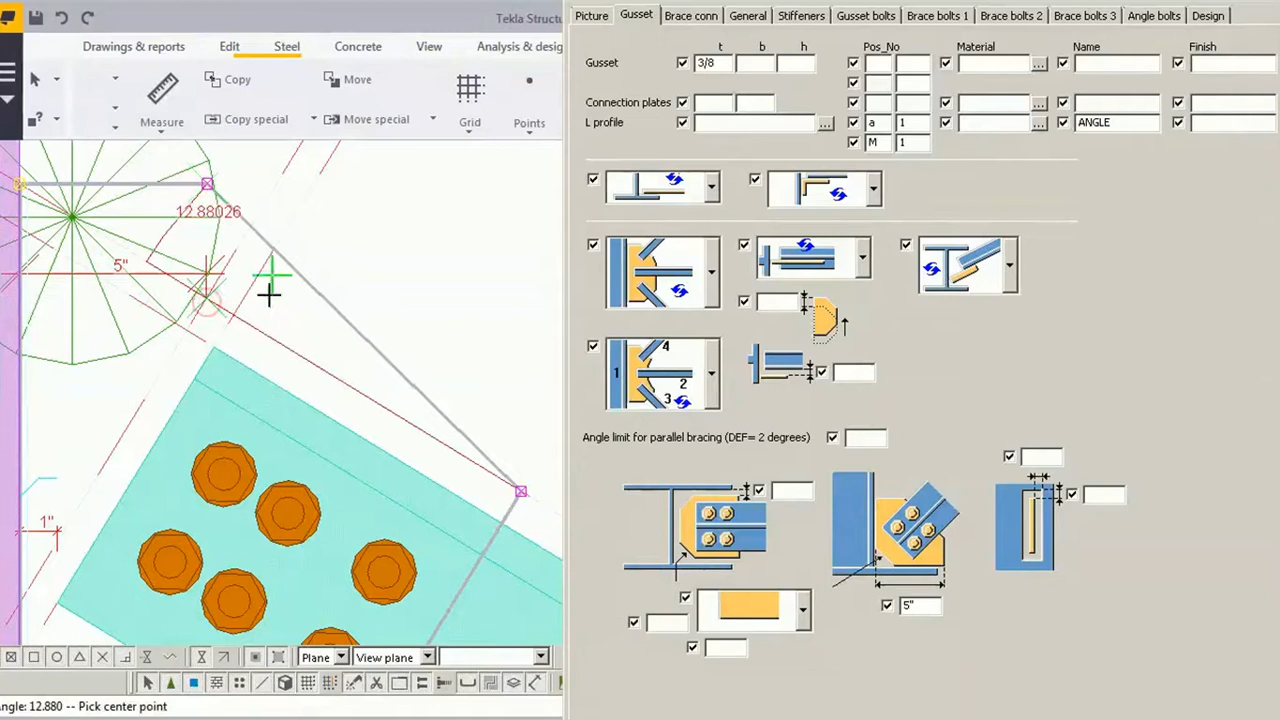 Tekla Struct
Drawings & reports Edit Steel Concrete View Analysis & desig
Measure Copy Move Grid Points
Copy special Move special
12.88026
5"
1"
Plane View plane
Angle: 12.880 -- Pick center point
Picture Gusset Brace conn General Stiffeners Gusset bolts Brace bolts 1 Brace bolts 2 Brace bolts 3 Angle bolts Design
t b h Pos_No Material Name Finish
Gusset 3/8
Connection plates
L profile a 1 ANGLE
M 1
4
1
2
3
Angle limit for parallel bracing (DEF= 2 degrees)
5"